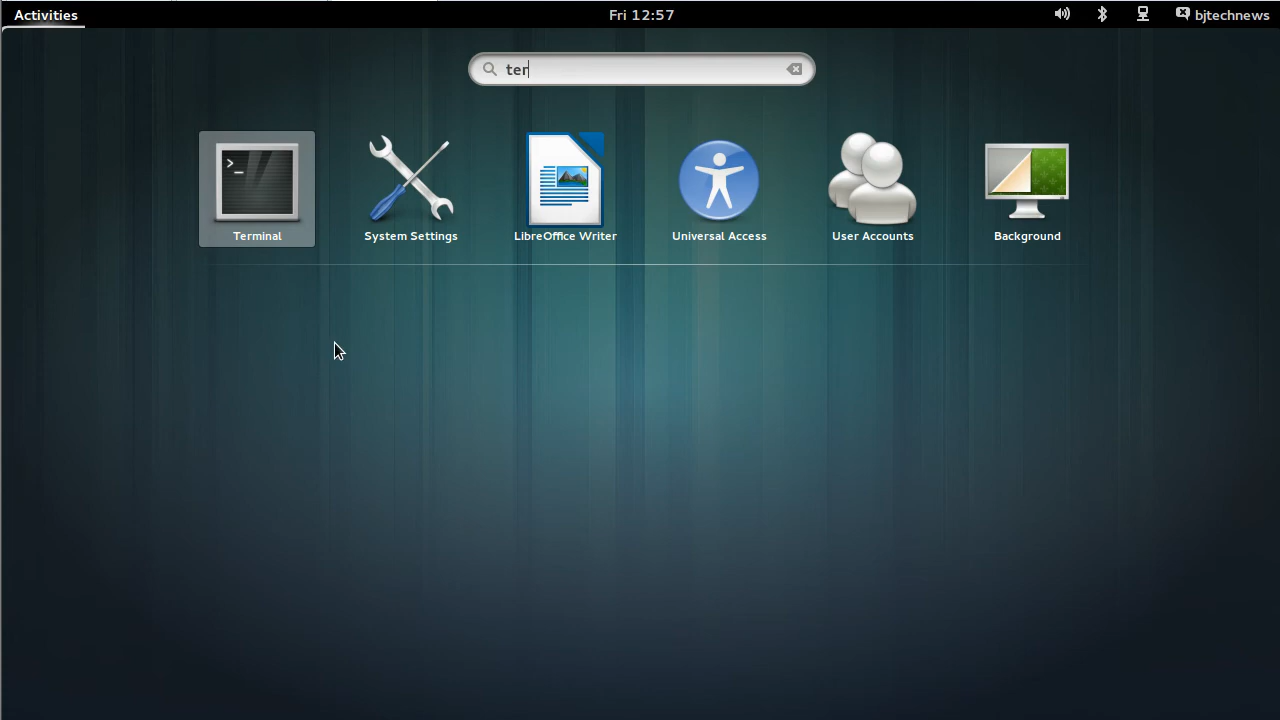 Activities
Fri 12:57
bjtechnews
ter
Terminal
System Settings
LibreOffice Writer
Universal Access
User Accounts
Background